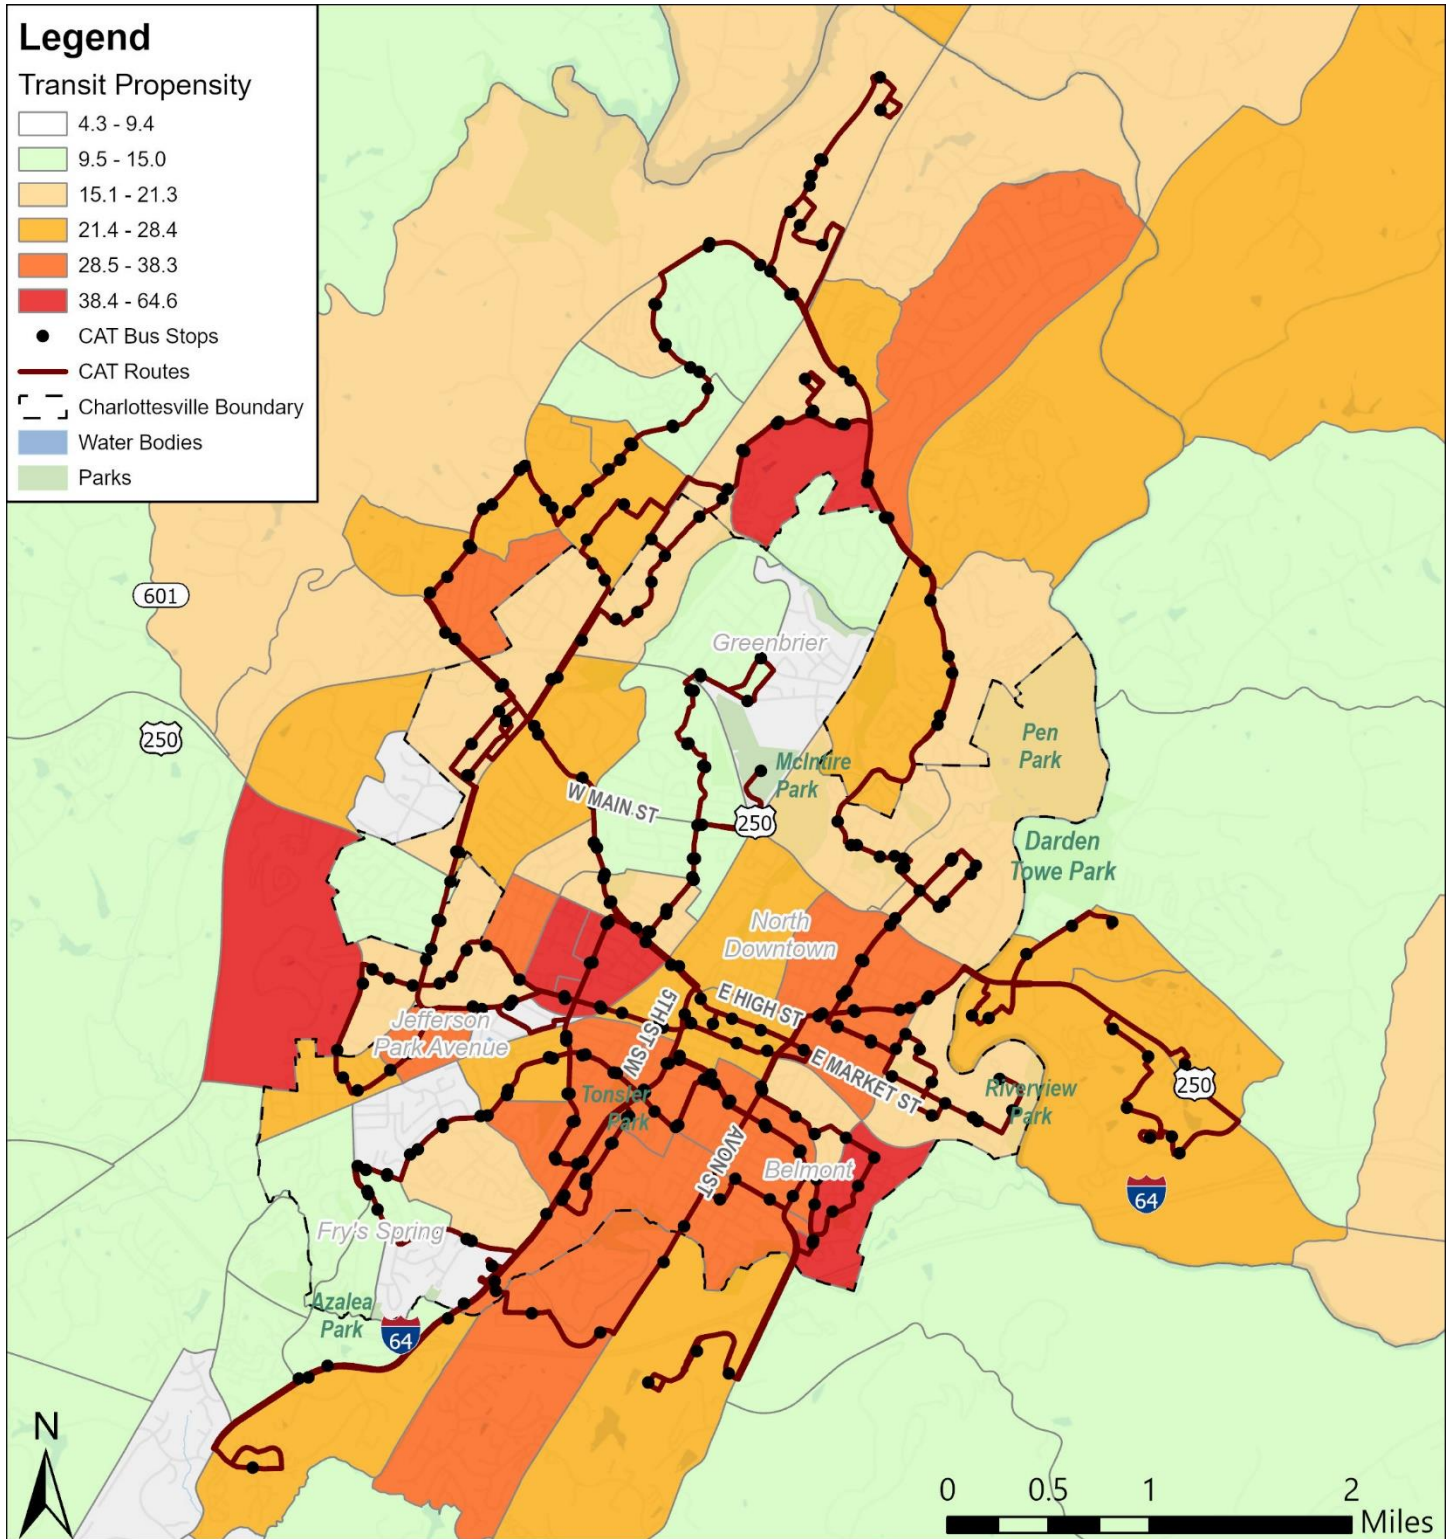 Legend
Transit Propensity
4.3 - 9.4
9.5 - 15.0
15.1 - 21.3
21.4 - 28.4
28.5 - 38.3
38.4 - 64.6
CAT Bus Stops
CAT Routes
Charlottesville Boundary
Water Bodies
Parks
601
250
Greenbrier
Pen
Park
McIntire
Park
W MAIN ST
250
Darden
Towe Park
North
Downtown
E HIGH ST
5TH ST SW
Jefferson
Park Avenue
E MARKET ST
Tonsler
Park
Riverview
Park
250
AVON ST
Belmont
64
Fry's Spring
Azalea
Park
64
N
0 0.5 1 2
Miles